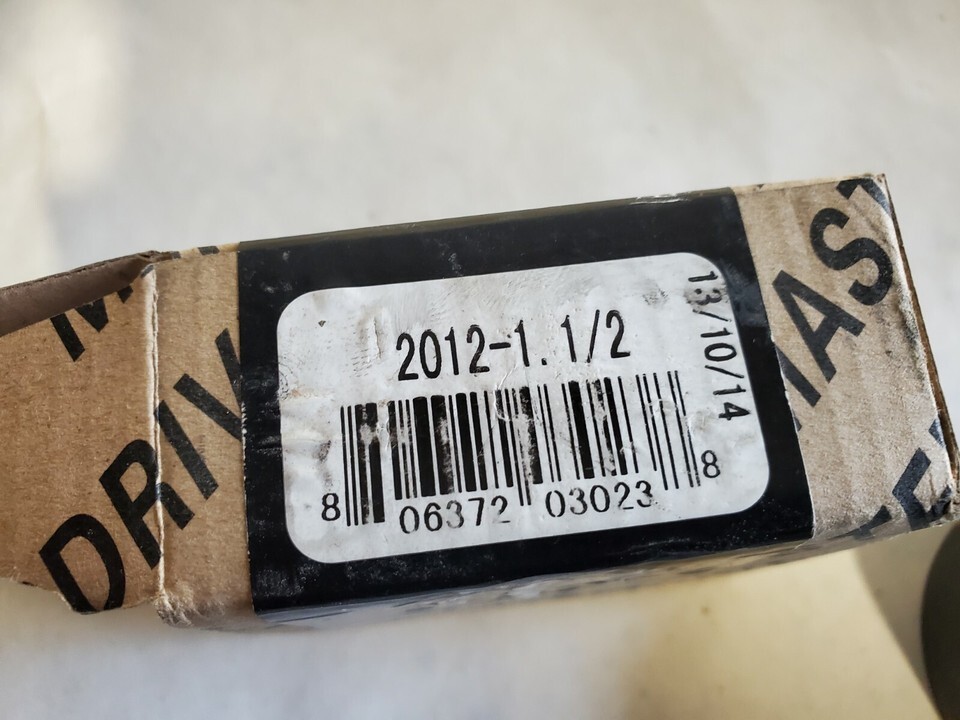 2012-1.1/2
13/10/14
8 06372 03023 8
DRIV
MAST